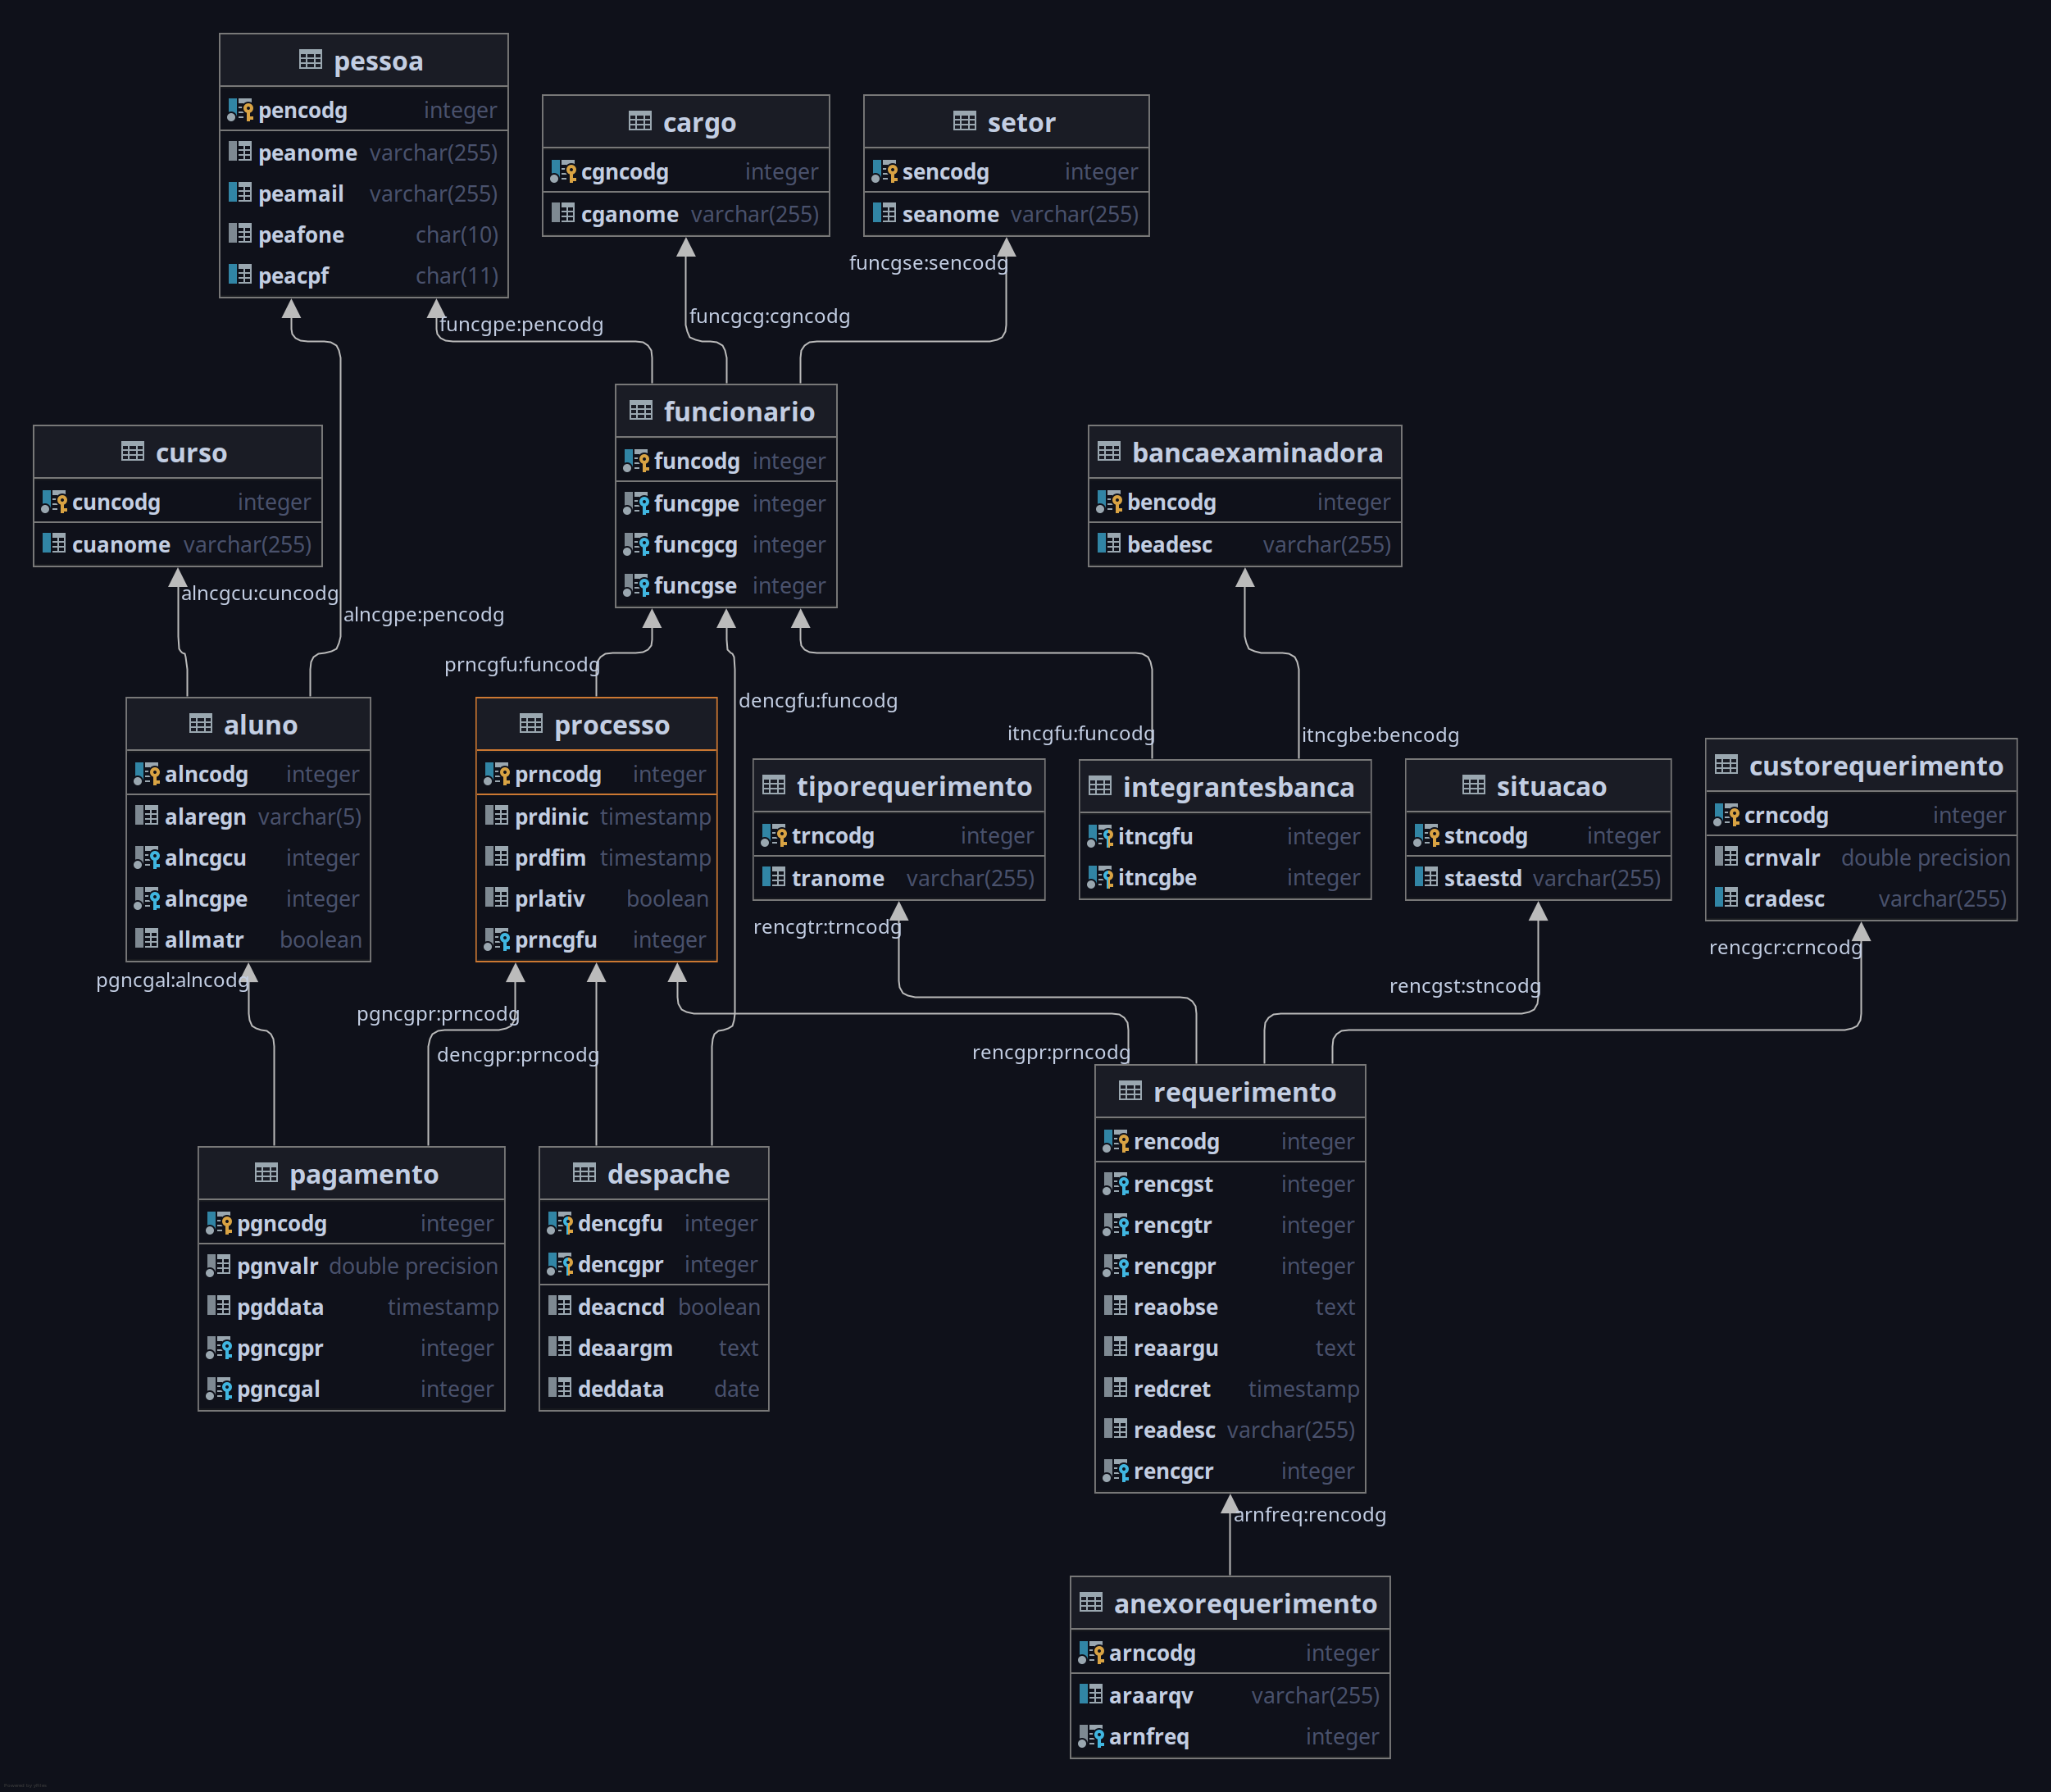 pessoa
pencodg integer
peanome varchar(255)
peamail varchar(255)
peafone char(10)
peacpf char(11)
cargo
cgncodg integer
cganome varchar(255)
setor
sencodg integer
seanome varchar(255)
funcgse:sencodg
funcgpe:pencodg
funcgcg:cgncodg
funcionario
funcodg integer
funcgpe integer
funcgcg integer
funcgse integer
curso
cuncodg integer
cuanome varchar(255)
bancaexaminadora
bencodg integer
beadesc varchar(255)
alncgcu:cuncodg
alncgpe:pencodg
prncgfu:funcodg
dencgfu:funcodg
itncgfu:funcodg
itncgbe:bencodg
aluno
alncodg integer
alaregn varchar(5)
alncgcu integer
alncgpe integer
allmatr boolean
processo
prncodg integer
prdinic timestamp
prdfim timestamp
prlativ boolean
prncgfu integer
tiporequerimento
trncodg integer
tranome varchar(255)
integrantesbanca
itncgfu integer
itncgbe integer
situacao
stncodg integer
staestd varchar(255)
custorequerimento
crncodg integer
crnvalr double precision
cradesc varchar(255)
rencgtr:trncodg
rencgcr:crncodg
pgncgal:alncodg
rencgst:stncodg
pgncgpr:prncodg
dencgpr:prncodg
rencgpr:prncodg
pagamento
pgncodg integer
pgnvalr double precision
pgddata timestamp
pgncgpr integer
pgncgal integer
despache
dencgfu integer
dencgpr integer
deacncd boolean
deaargm text
deddata date
requerimento
rencodg integer
rencgst integer
rencgtr integer
rencgpr integer
reaobse text
reaargu text
redcret timestamp
readesc varchar(255)
rencgcr integer
arnfreq:rencodg
anexorequerimento
arncodg integer
araarqv varchar(255)
arnfreq integer